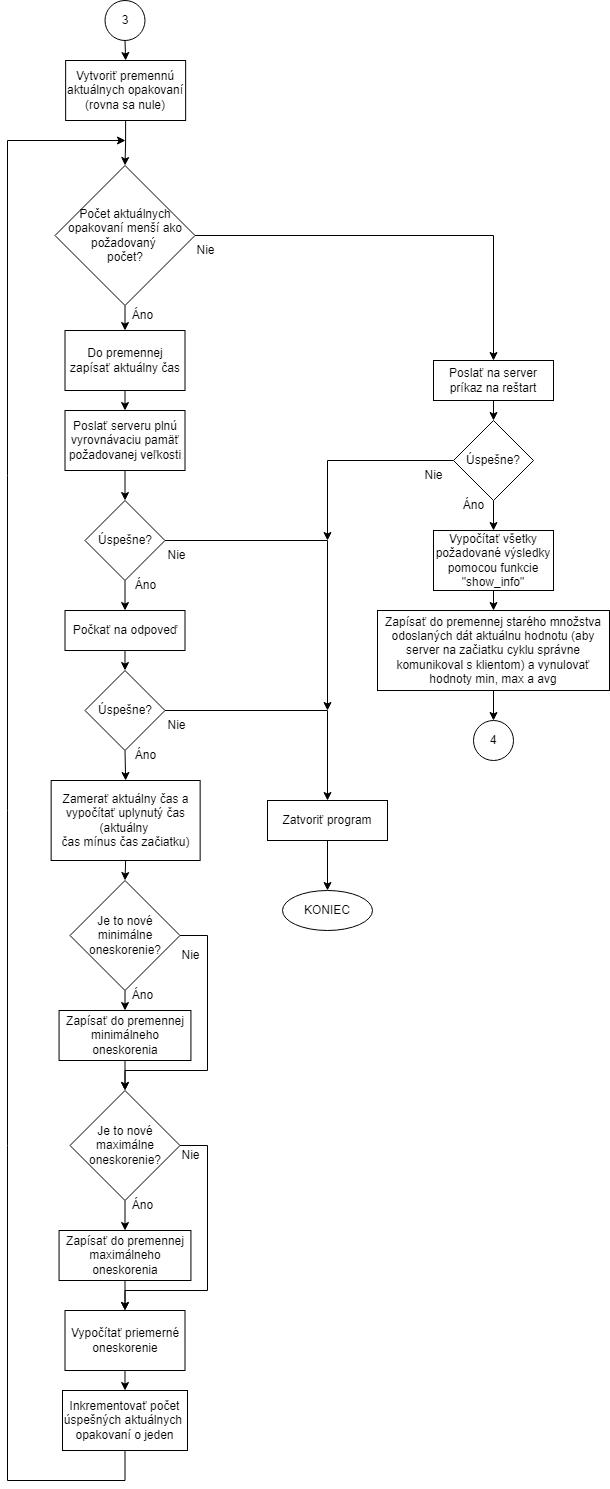 3
Vytvoriť premennú
aktuálnych opakovaní
(rovna sa nule)
Počet aktuálnych
opakovaní menší ako
požadovaný
počet?
Nie
Áno
Do premennej
zapísať aktuálny čas
Poslať serveru plnú
vyrovnávaciu pamäť
požadovanej veľkosti
Úspešne?
Nie
Áno
Počkať na odpoveď
Úspešne?
Nie
Áno
Zamerať aktuálny čas a
vypočítať uplynutý čas
(aktuálny
čas mínus čas začiatku)
Je to nové
minimálne
oneskorenie?
Nie
Áno
Zapísať do premennej
minimálneho
oneskorenia
Je to nové
maximálne
oneskorenie?
Nie
Áno
Zapísať do premennej
maximálneho
oneskorenia
Vypočítať priemerné
oneskorenie
Inkrementovať počet
úspešných aktuálnych
opakovaní o jeden
Poslať na server
príkaz na reštart
Úspešne?
Nie
Áno
Vypočítať všetky
požadované výsledky
pomocou funkcie
"show_info"
Zapísať do premennej starého množstva
odoslaných dát aktuálnu hodnotu (aby
server na začiatku cyklu správne
komunikoval s klientom) a vynulovať
hodnoty min, max a avg
4
Zatvoriť program
KONIEC